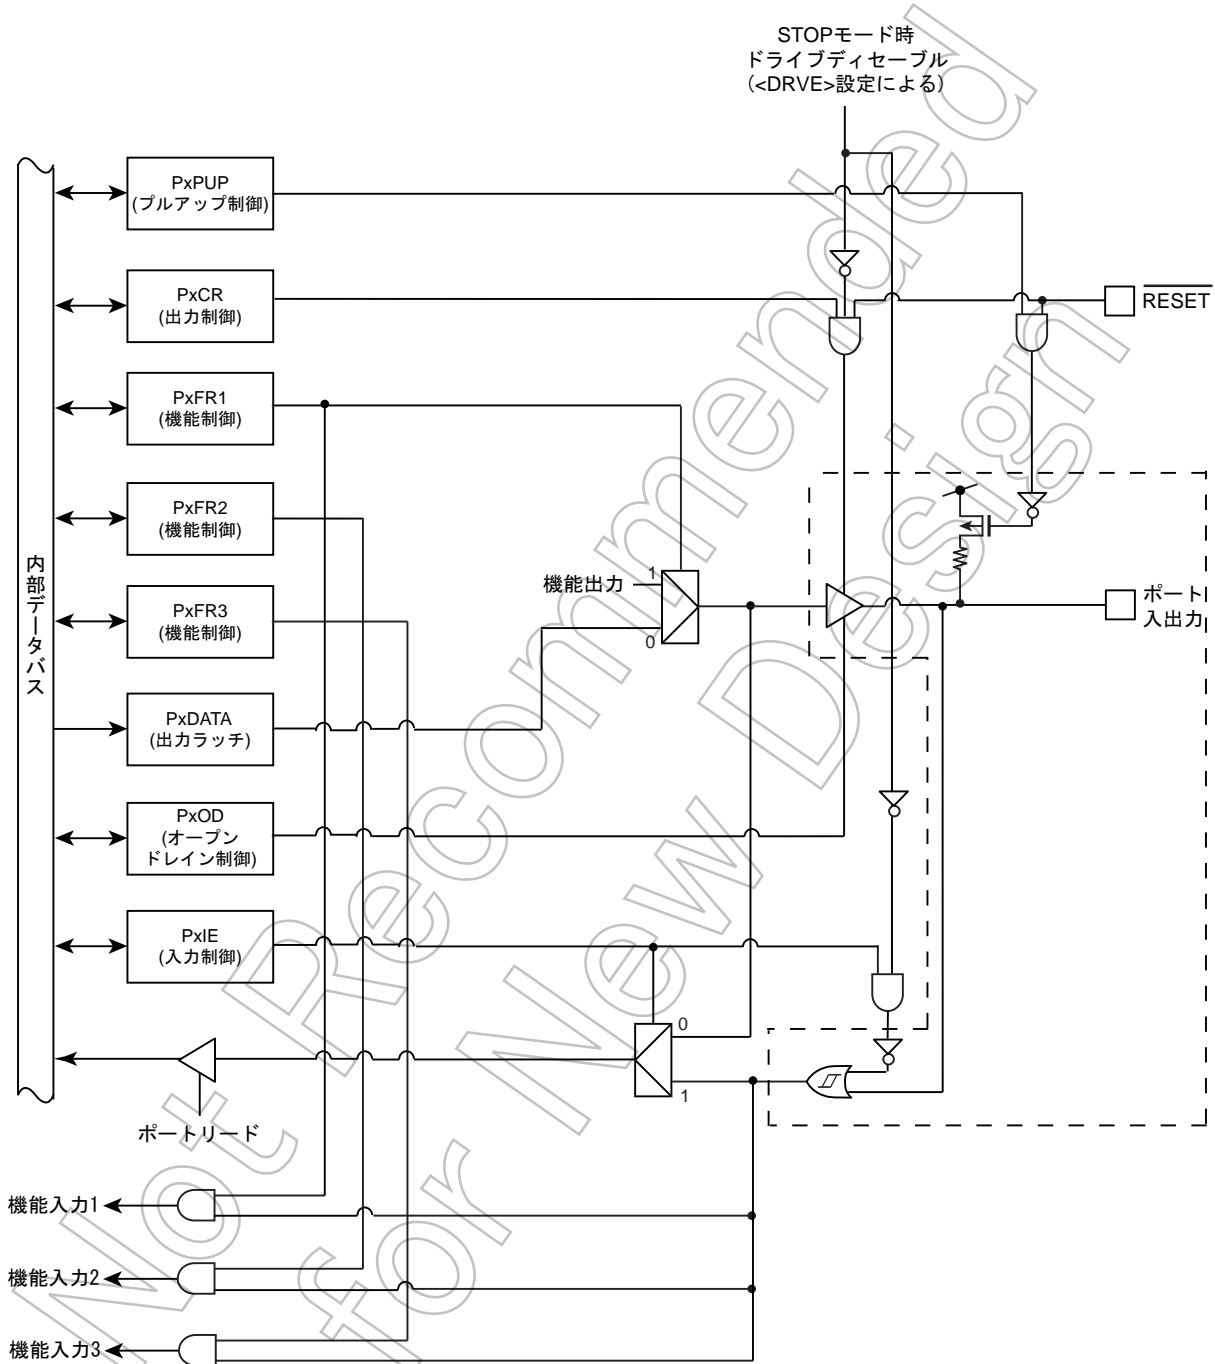 STOPモード時
ドライブディセーブル
(<DRVE>設定による)
PxPUP
(プルアップ制御)
PxCR
(出力制御)
RESET
PxFR1
(機能制御)
PxFR2
(機能制御)
内部データバス
機能出力
1
0
ポート
入出力
PxFR3
(機能制御)
PxDATA
(出力ラッチ)
PxOD
(オープン
ドレイン制御)
PxIE
(入力制御)
0
1
ポートリード
機能入力1
機能入力2
機能入力3
Not Recommended
for New Design